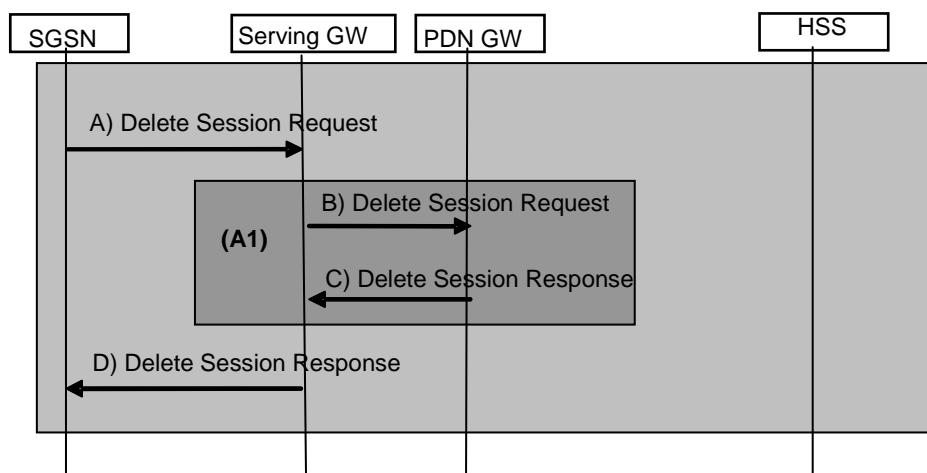 SGSN
Serving GW
PDN GW
HSS
A) Delete Session Request
B) Delete Session Request
(A1)
C) Delete Session Response
D) Delete Session Response